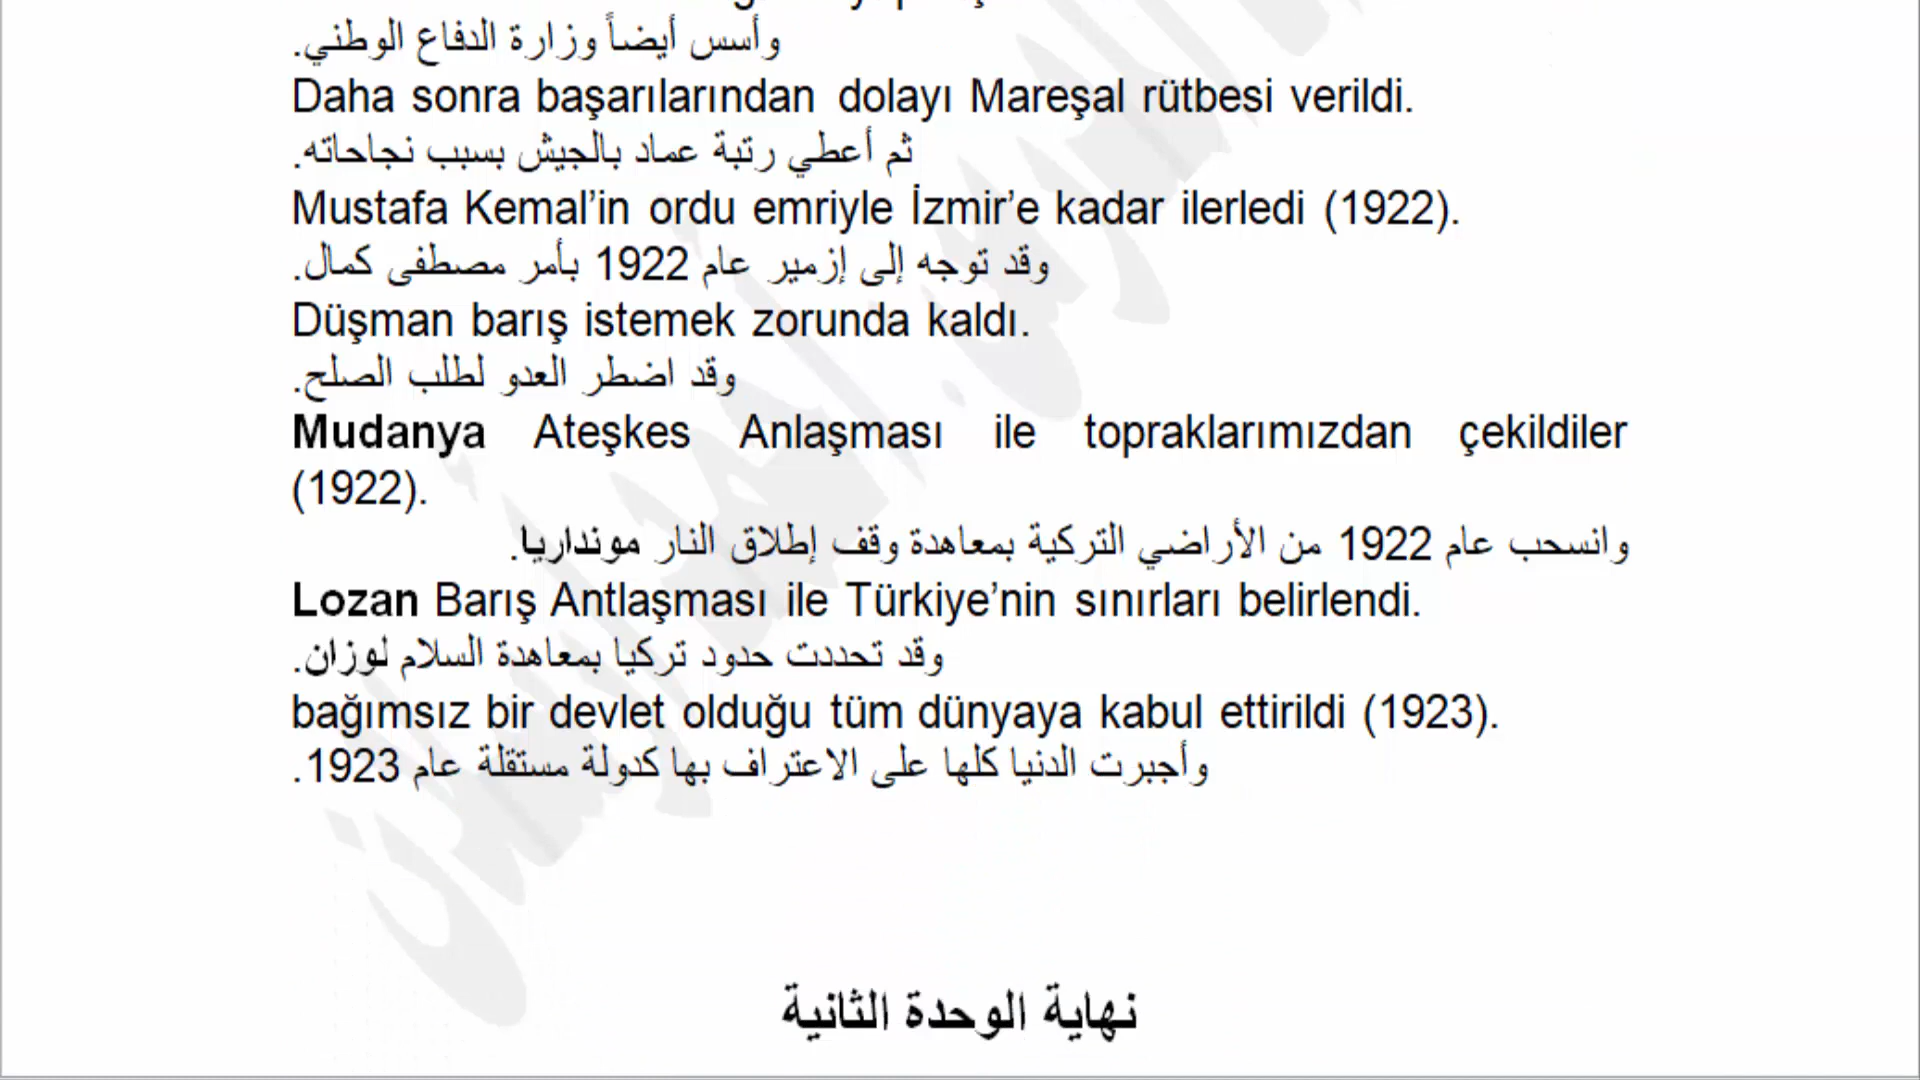 وأسس أيضاً وزارة الدفاع الوطني.
Daha sonra başarılarından dolayı Mareşal rütbesi verildi.
ثم أعطي رتبة عماد بالجيش بسبب نجاحاته.
Mustafa Kemal’in ordu emriyle İzmir’e kadar ilerledi (1922).
وقد توجه إلى إزمير عام 1922 بأمر مصطفى كمال.
Düşman barış istemek zorunda kaldı.
وقد اضطر العدو لطلب الصلح.
Mudanya Ateşkes Anlaşması ile topraklarımızdan çekildiler
(1922).
وانسحب عام 1922 من الأراضي التركية بمعاهدة وقف إطلاق النار مونداريا.
Lozan Barış Antlaşması ile Türkiye’nin sınırları belirlendi.
وقد تحددت حدود تركيا بمعاهدة السلام لوزان.
bağımsız bir devlet olduğu tüm dünyaya kabul ettirildi (1923).
وأجبرت الدنيا كلها على الاعتراف بها كدولة مستقلة عام 1923.
نهاية الوحدة الثانية